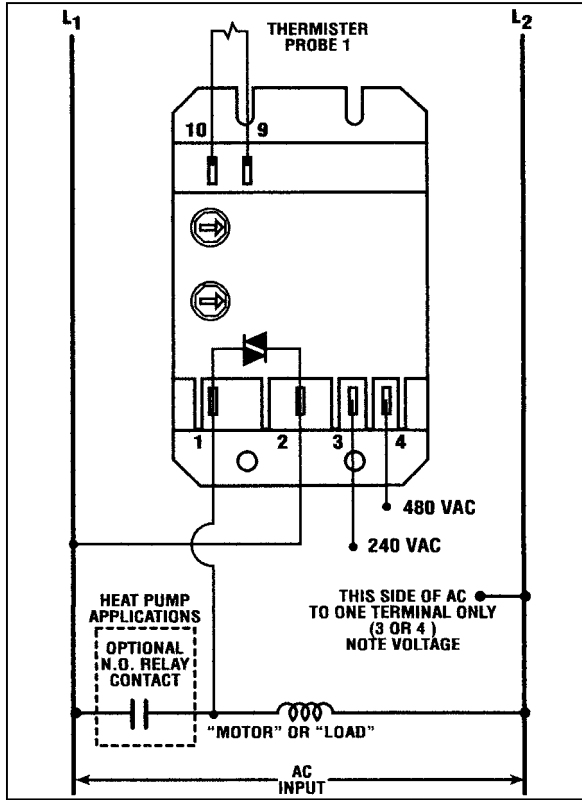 L1
L2
THERMISTER
PROBE 1
10
9
1
2
3
4
480 VAC
240 VAC
THIS SIDE OF AC
TO ONE TERMINAL ONLY
(3 OR 4 )
NOTE VOLTAGE
HEAT PUMP
APPLICATIONS
OPTIONAL
N.O. RELAY
CONTACT
“MOTOR” OR “LOAD”
AC
INPUT